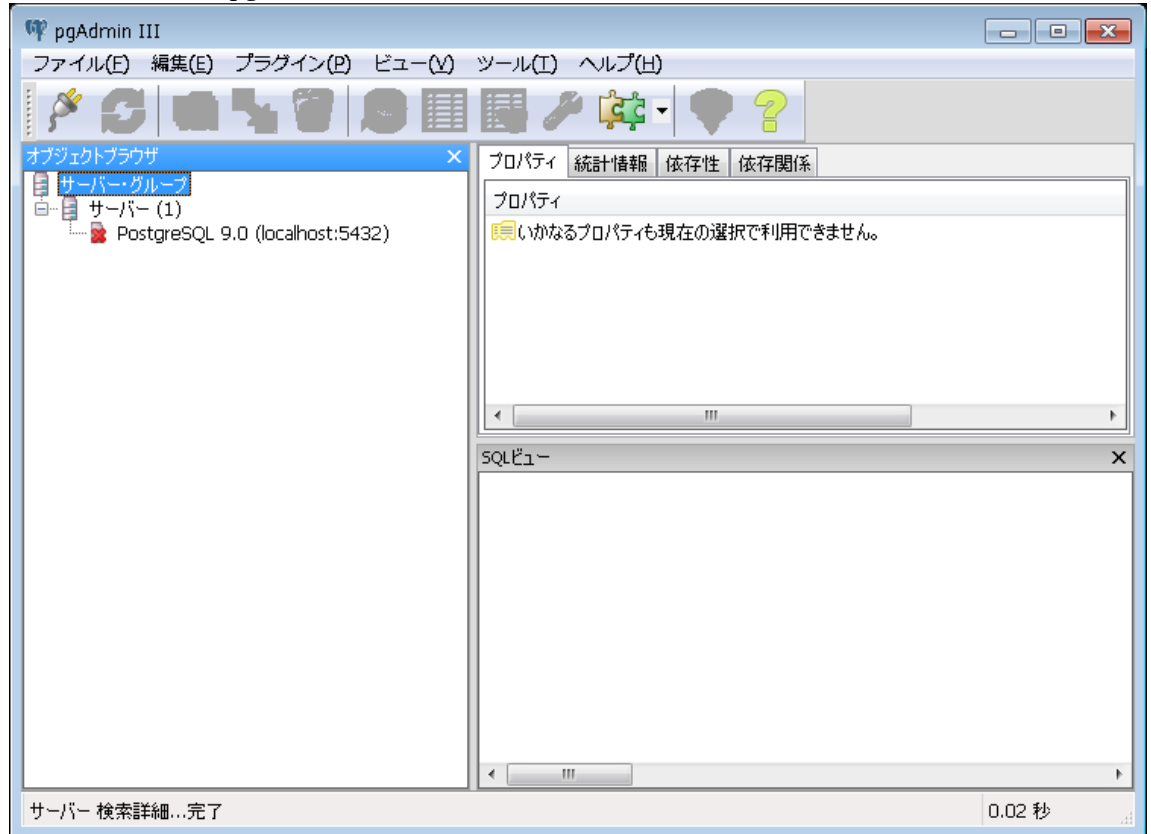 pgAdmin III
ファイル(F) 編集(E) プラグイン(P) ビュー(V) ツール(T) ヘルプ(H)
オブジェクトブラウザ
サーバー・グループ
サーバー (1)
PostgreSQL 9.0 (localhost:5432)
プロパティ 統計情報 依存性 依存関係
プロパティ
いかなるプロパティも現在の選択で利用できません。
SQLビュー
サーバー 検索詳細...完了 0.02 秒